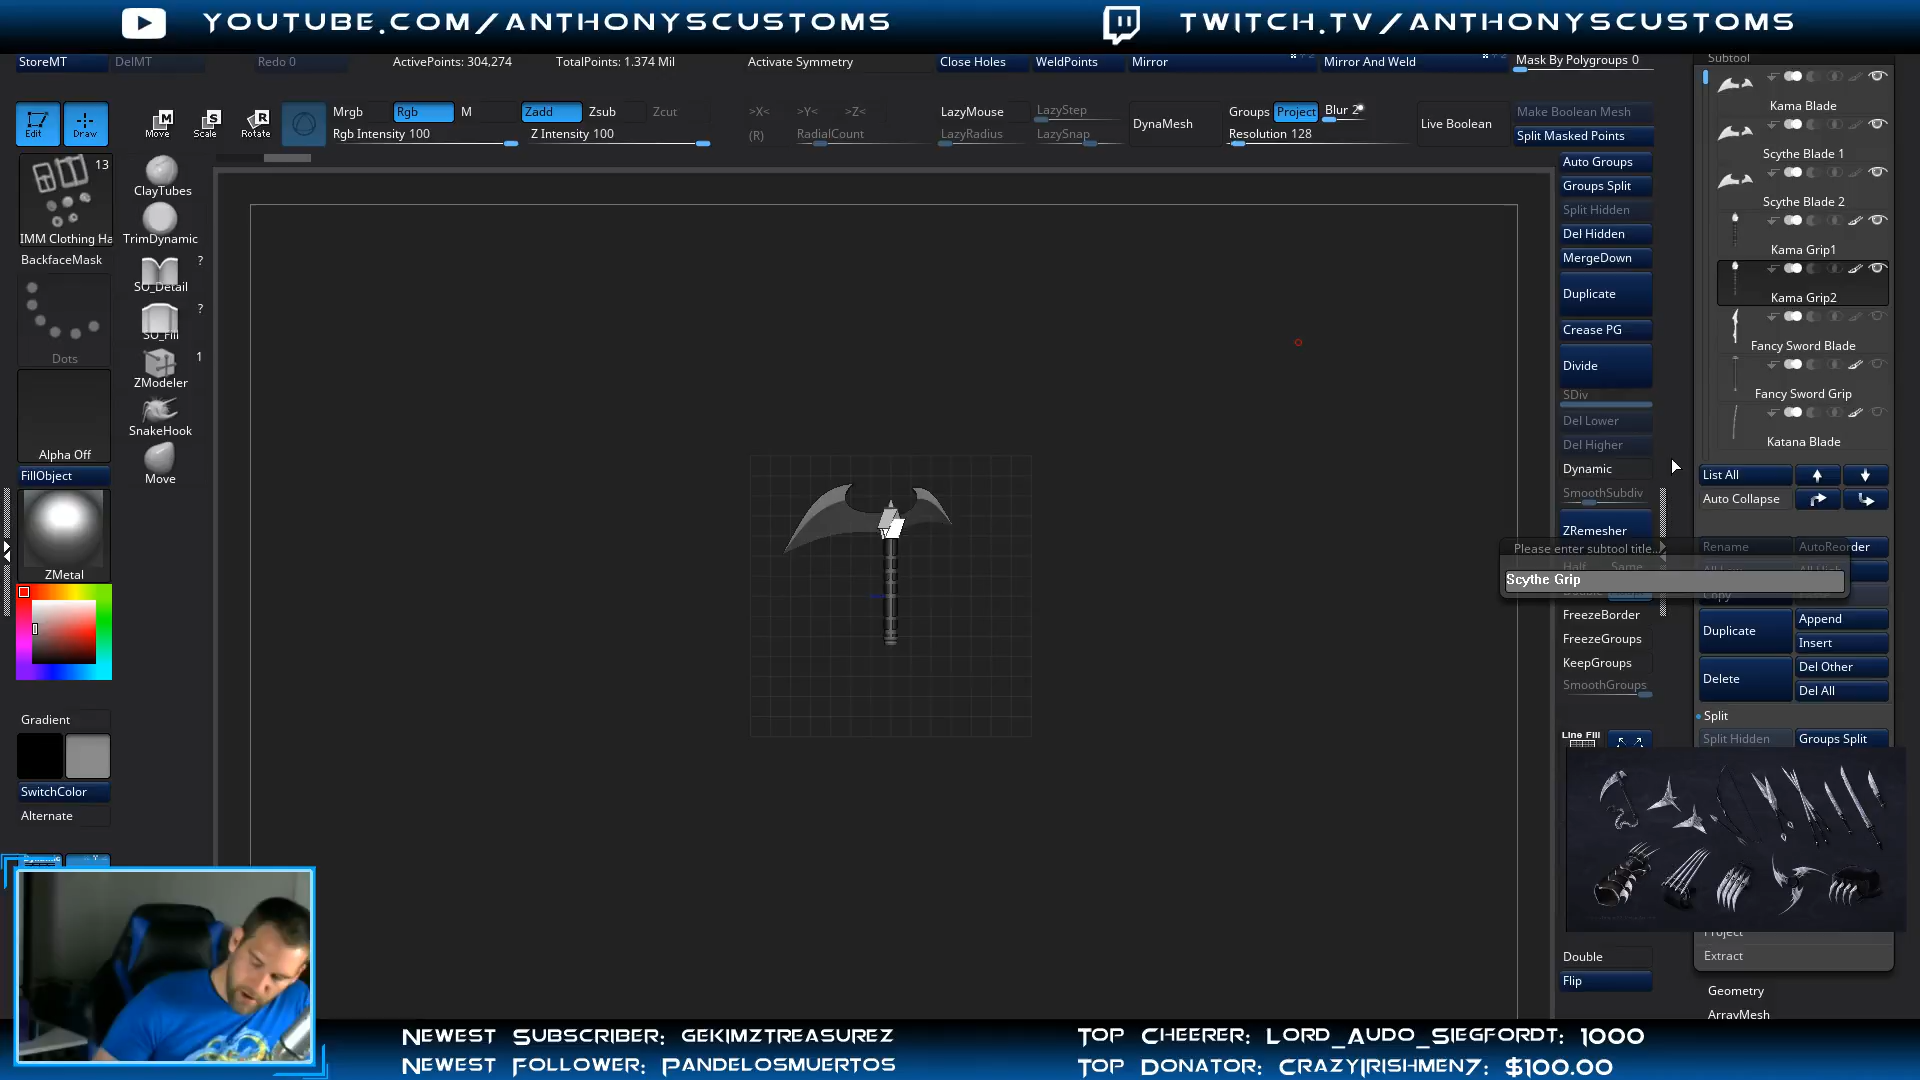 YOUTUBE.COM/ANTHONYSCUSTOMS
TWITCH.TV/ANTHONYSCUSTOMS
StoreMT
DelMT
Redo 0
ActivePoints: 304,274
TotalPoints: 1.374 Mil
Activate Symmetry
Close Holes
WeldPoints
Mirror
Mirror And Weld
Mask By Polygroups 0
Subtool
Edit
Draw
Move
Scale
Rotate
Mrgb
Rgb
M
Zadd
Zsub
Zcut
Rgb Intensity 100
Z Intensity 100
>X<
>Y<
>Z<
(R)
RadialCount
LazyMouse
LazyStep
LazyRadius
LazySnap
DynaMesh
Groups
Project
Blur 2
Resolution 128
Live Boolean
Make Boolean Mesh
Split Masked Points
13
IMM Clothing Ha
BackfaceMask
Dots
Alpha Off
FillObject
ZMetal
Gradient
SwitchColor
Alternate
ClayTubes
TrimDynamic
?
SO_Detail
?
SO_Fill
1
ZModeler
SnakeHook
Move
Auto Groups
Groups Split
Split Hidden
Del Hidden
MergeDown
Duplicate
Crease PG
Divide
SDiv
Del Lower
Del Higher
Dynamic
SmoothSubdiv
ZRemesher
Half
Same
FreezeBorder
FreezeGroups
KeepGroups
SmoothGroups
Line Fill
Double
Flip
Kama Blade
Scythe Blade 1
Scythe Blade 2
Kama Grip1
Kama Grip2
Fancy Sword Blade
Fancy Sword Grip
Katana Blade
List All
Auto Collapse
Please enter subtool title...
Scythe Grip
Rename
AutoReorder
Copy
Duplicate
Append
Insert
Delete
Del Other
Del All
Split
Split Hidden
Groups Split
Project
Extract
Geometry
ArrayMesh
Newest Subscriber: gekimztreasurez
Newest Follower: Pandelosmuertos
Top Cheerer: Lord_Audo_Siegfordt: 1000
Top Donator: CrazyIrishmen7: $100.00